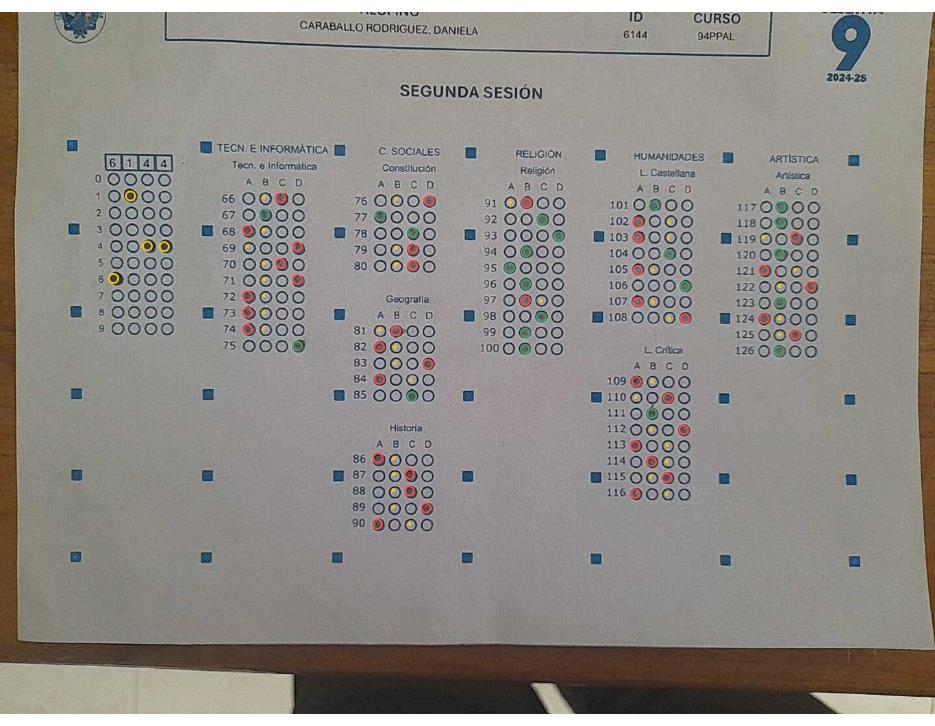 ID CURSO
CARABALLO RODRIGUEZ, DANIELA 6144 94PPAL
9
2024-25
SEGUNDA SESIÓN
6 1 4 4
0
1
2
3
4
5
6
7
8
9
TECN. E INFORMÁTICA
Tecn. e Informática
A B C D
66
67
68
69
70
71
72
73
74
75
C. SOCIALES
Constitución
A B C D
76
77
78
79
80
Geografía
A B C D
81
82
83
84
85
Historia
A B C D
86
87
88
89
90
RELIGIÓN
Religión
A B C D
91
92
93
94
95
96
97
98
99
100
HUMANIDADES
L. Castellana
A B C D
101
102
103
104
105
106
107
108
L. Crítica
A B C D
109
110
111
112
113
114
115
116
ARTÍSTICA
Artística
A B C D
117
118
119
120
121
122
123
124
125
126